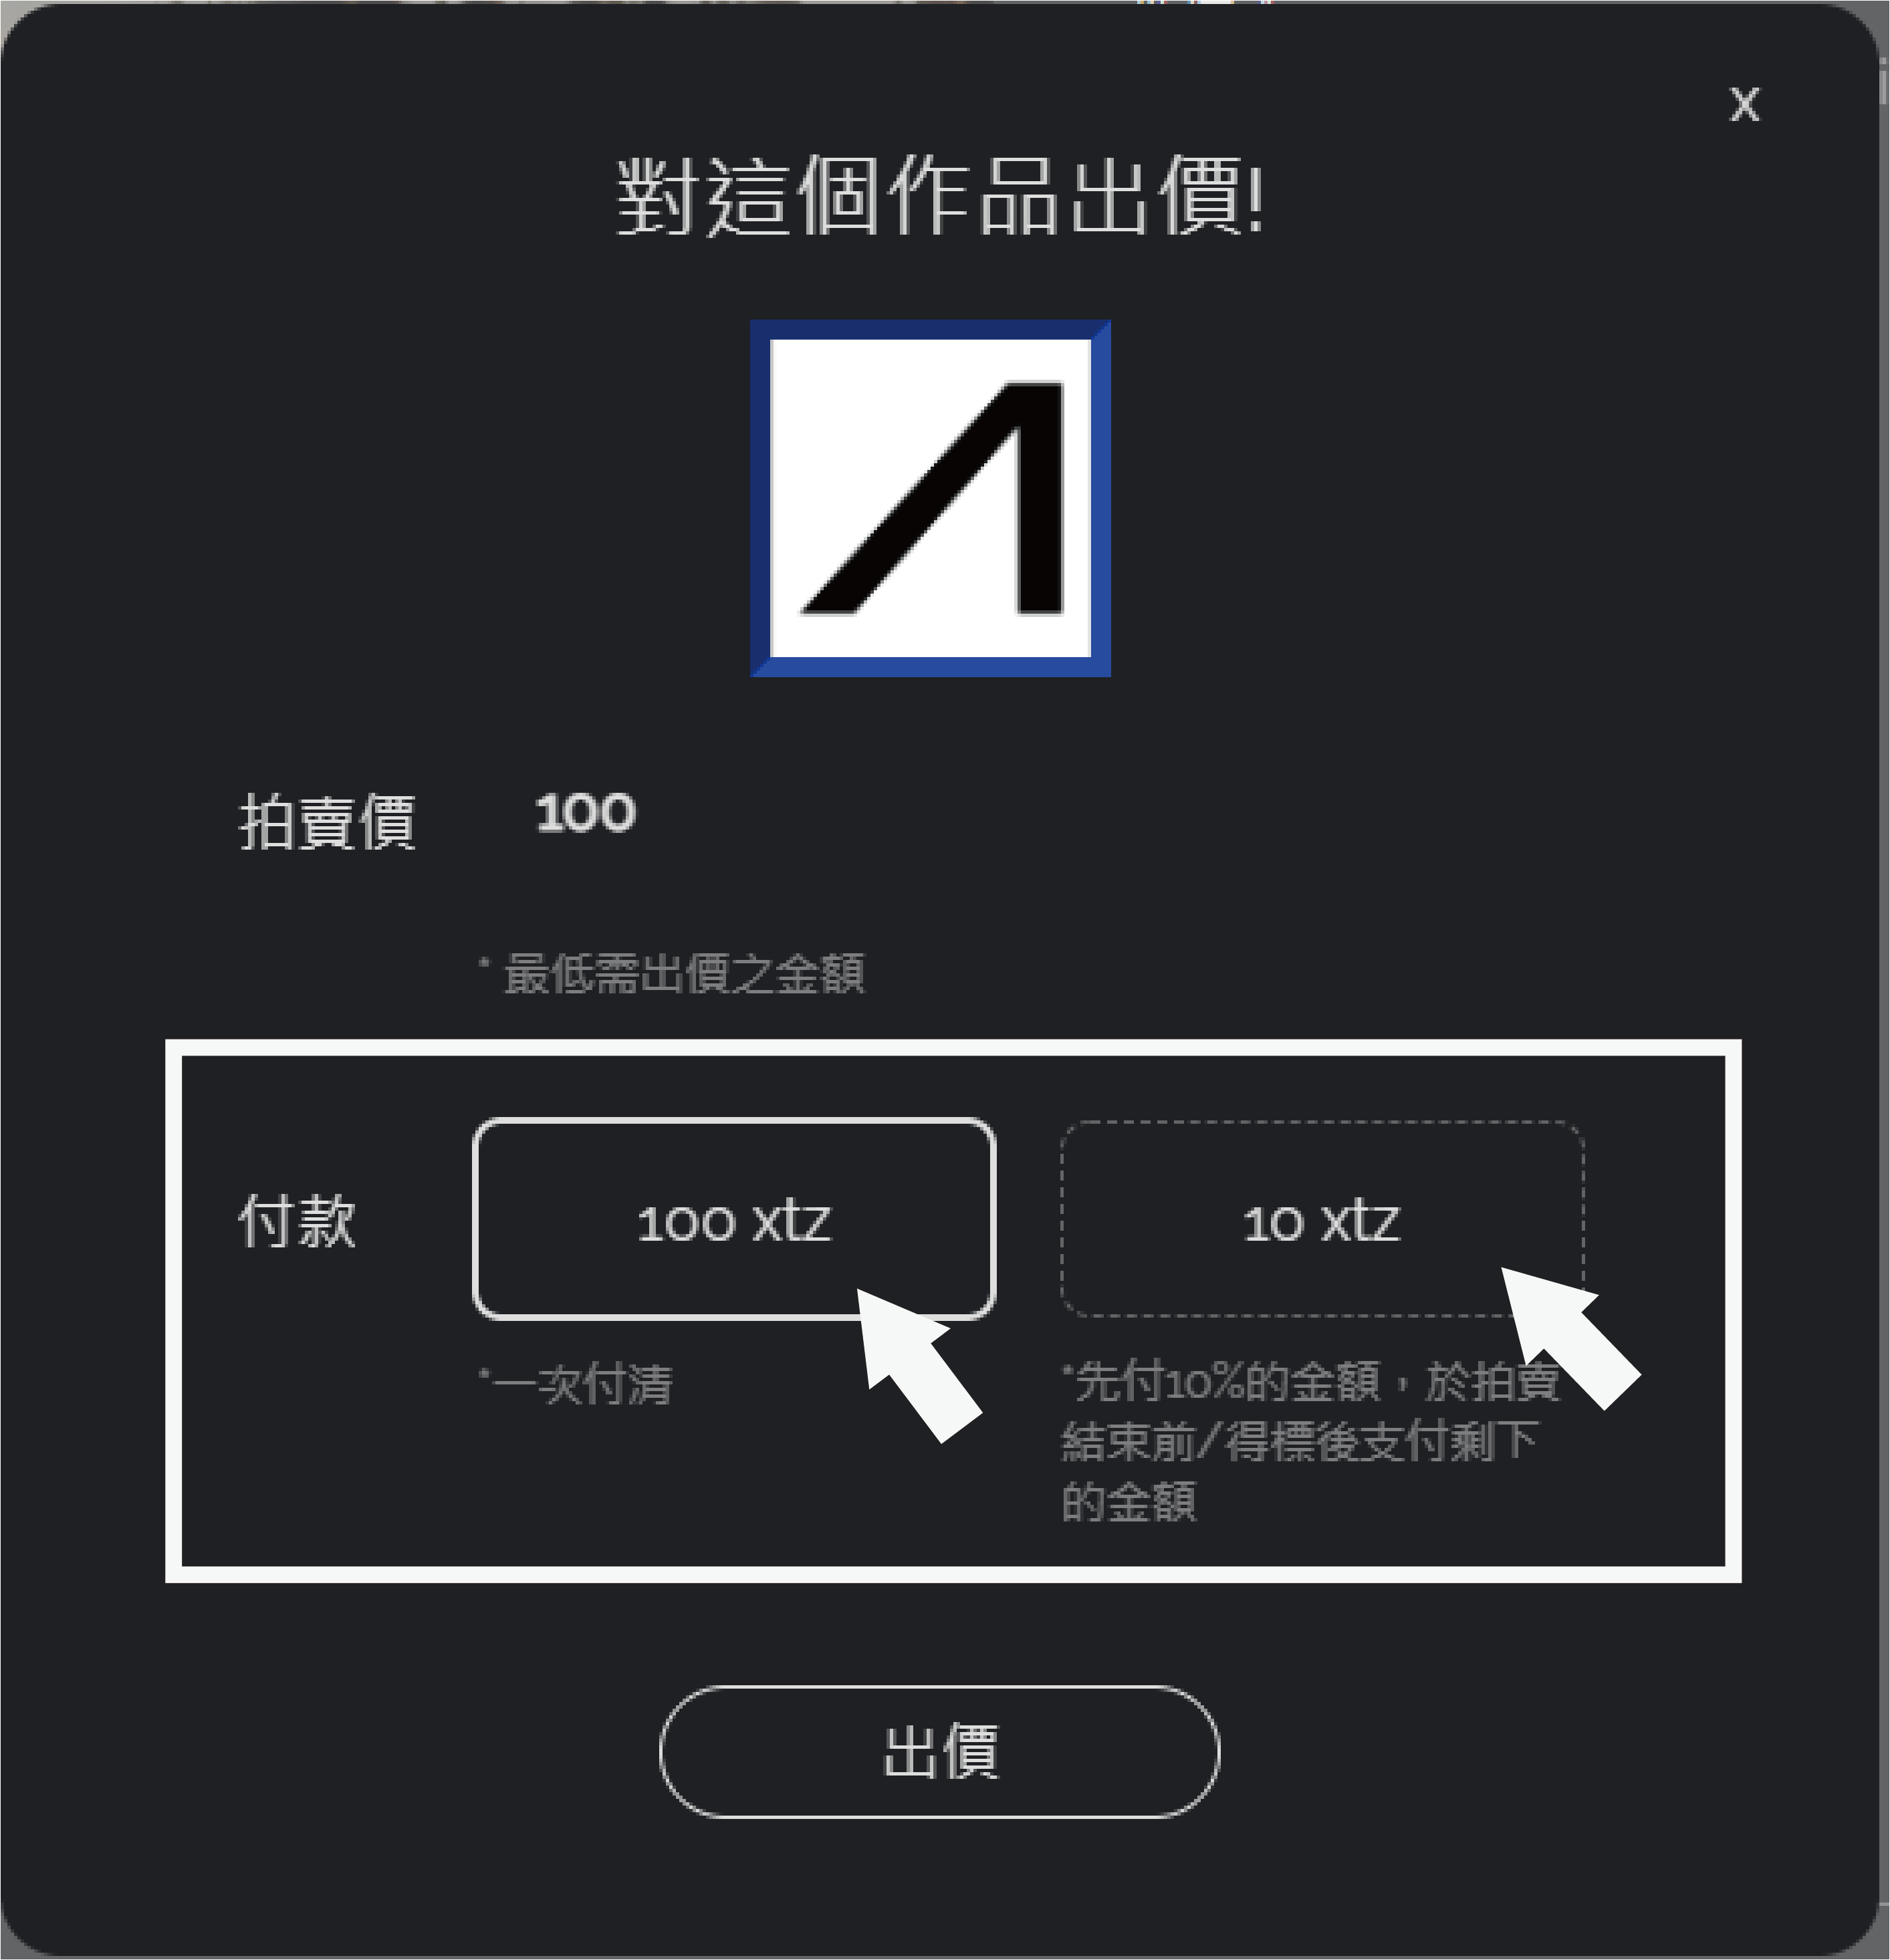 x
對這個作品出價!
拍賣價 100
* 最低需出價之金額
付款 100 xtz 10 xtz
*一次付清
*先付10%的金額，於拍賣
結束前/得標後支付剩下
的金額
出價